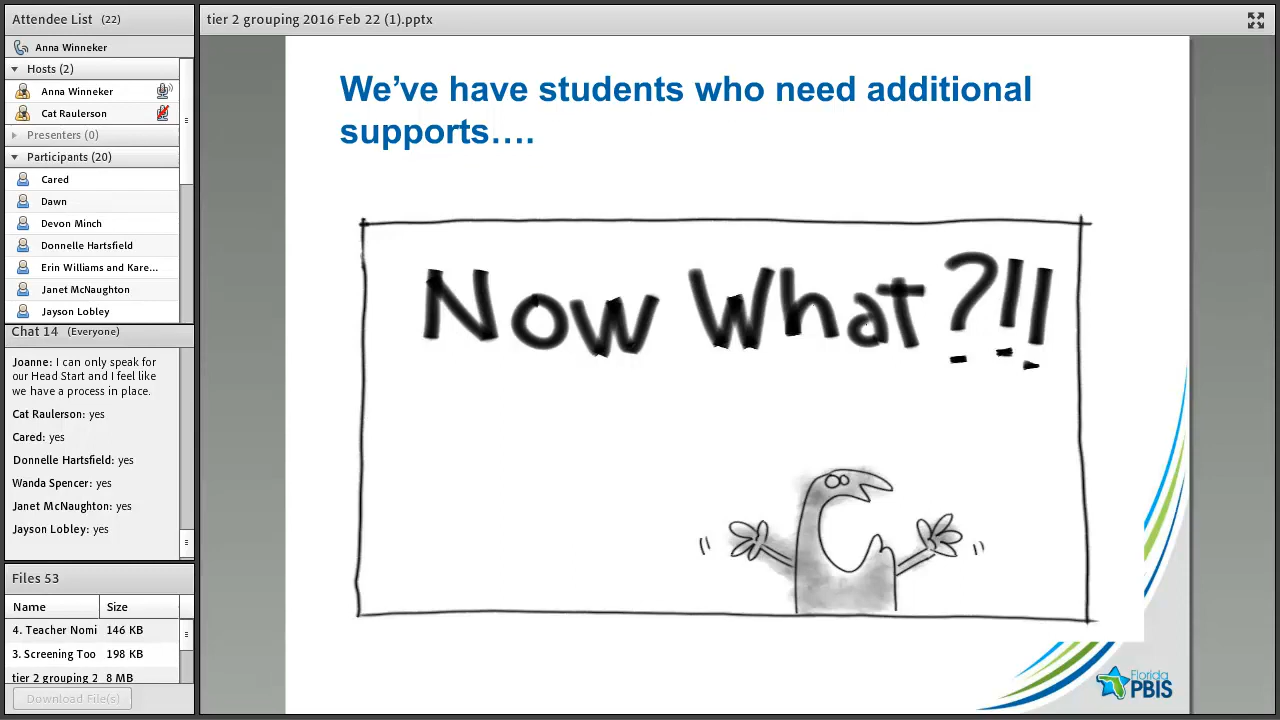 Attendee List (22)
Anna Winneker
Hosts (2)
Anna Winneker
Cat Raulerson
Presenters (0)
Participants (20)
Cared
Dawn
Devon Minch
Donnelle Hartsfield
Erin Williams and Kare...
Janet McNaughton
Jayson Lobley
Chat 14 (Everyone)
Joanne: I can only speak for
our Head Start and I feel like
we have a process in place.
Cat Raulerson: yes
Cared: yes
Donnelle Hartsfield: yes
Wanda Spencer: yes
Janet McNaughton: yes
Jayson Lobley: yes
Files 53
Name Size
4. Teacher Nomi 146 KB
3. Screening Too 198 KB
tier 2 grouping 2 8 MB
Download File(s)
tier 2 grouping 2016 Feb 22 (1).pptx
We’ve have students who need additional
supports....
Now What?!!
Florida
PBIS